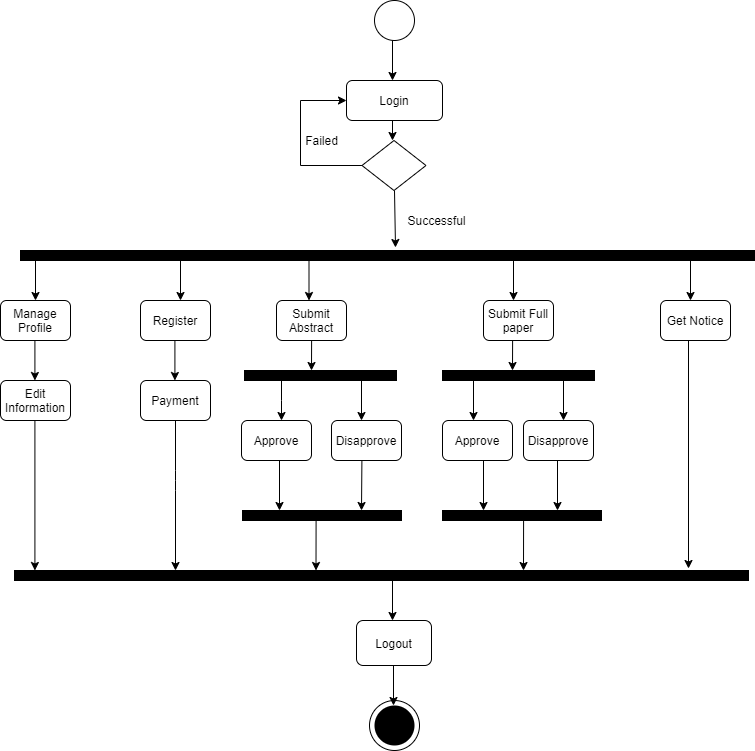 Login
Failed
Successful
Manage
Profile
Register
Submit
Abstract
Submit Full
paper
Get Notice
Edit
Information
Payment
Approve
Disapprove
Approve
Disapprove
Logout